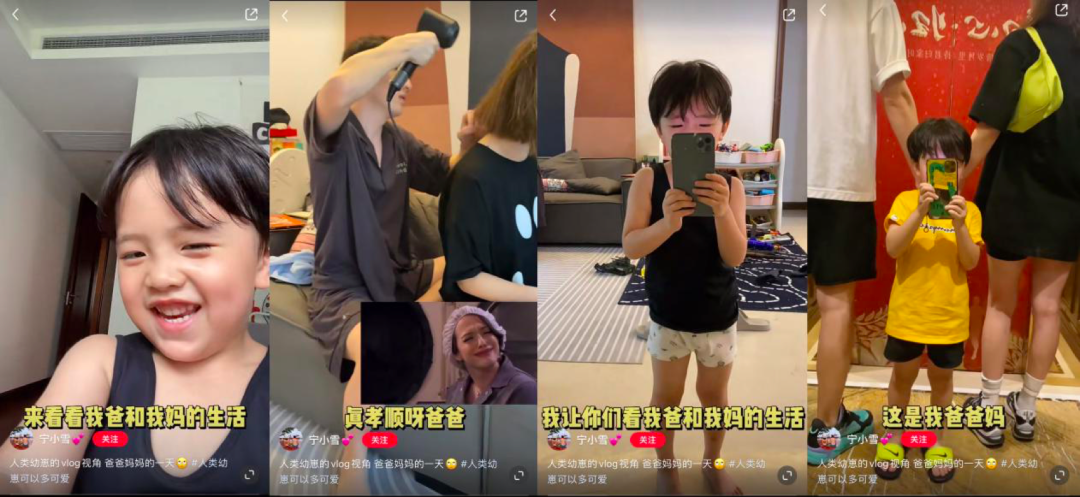 来看看我爸和我妈的生活
宁小雪💕 关注
人类幼崽的vlog视角 爸爸妈妈的一天🙄 #人类幼
崽可以多可爱
真孝顺呀爸爸
宁小雪💕 关注
人类幼崽的vlog视角 爸爸妈妈的一天🙄 #人类幼
崽可以多可爱
我让你们看我爸和我妈的生活
宁小雪💕 关注
人类幼崽的vlog视角 爸爸妈妈的一天🙄 #人类幼
崽可以多可爱
这是我爸爸妈
宁小雪💕 关注
人类幼崽的vlog视角 爸爸妈妈的一天🙄 #人类幼
崽可以多可爱